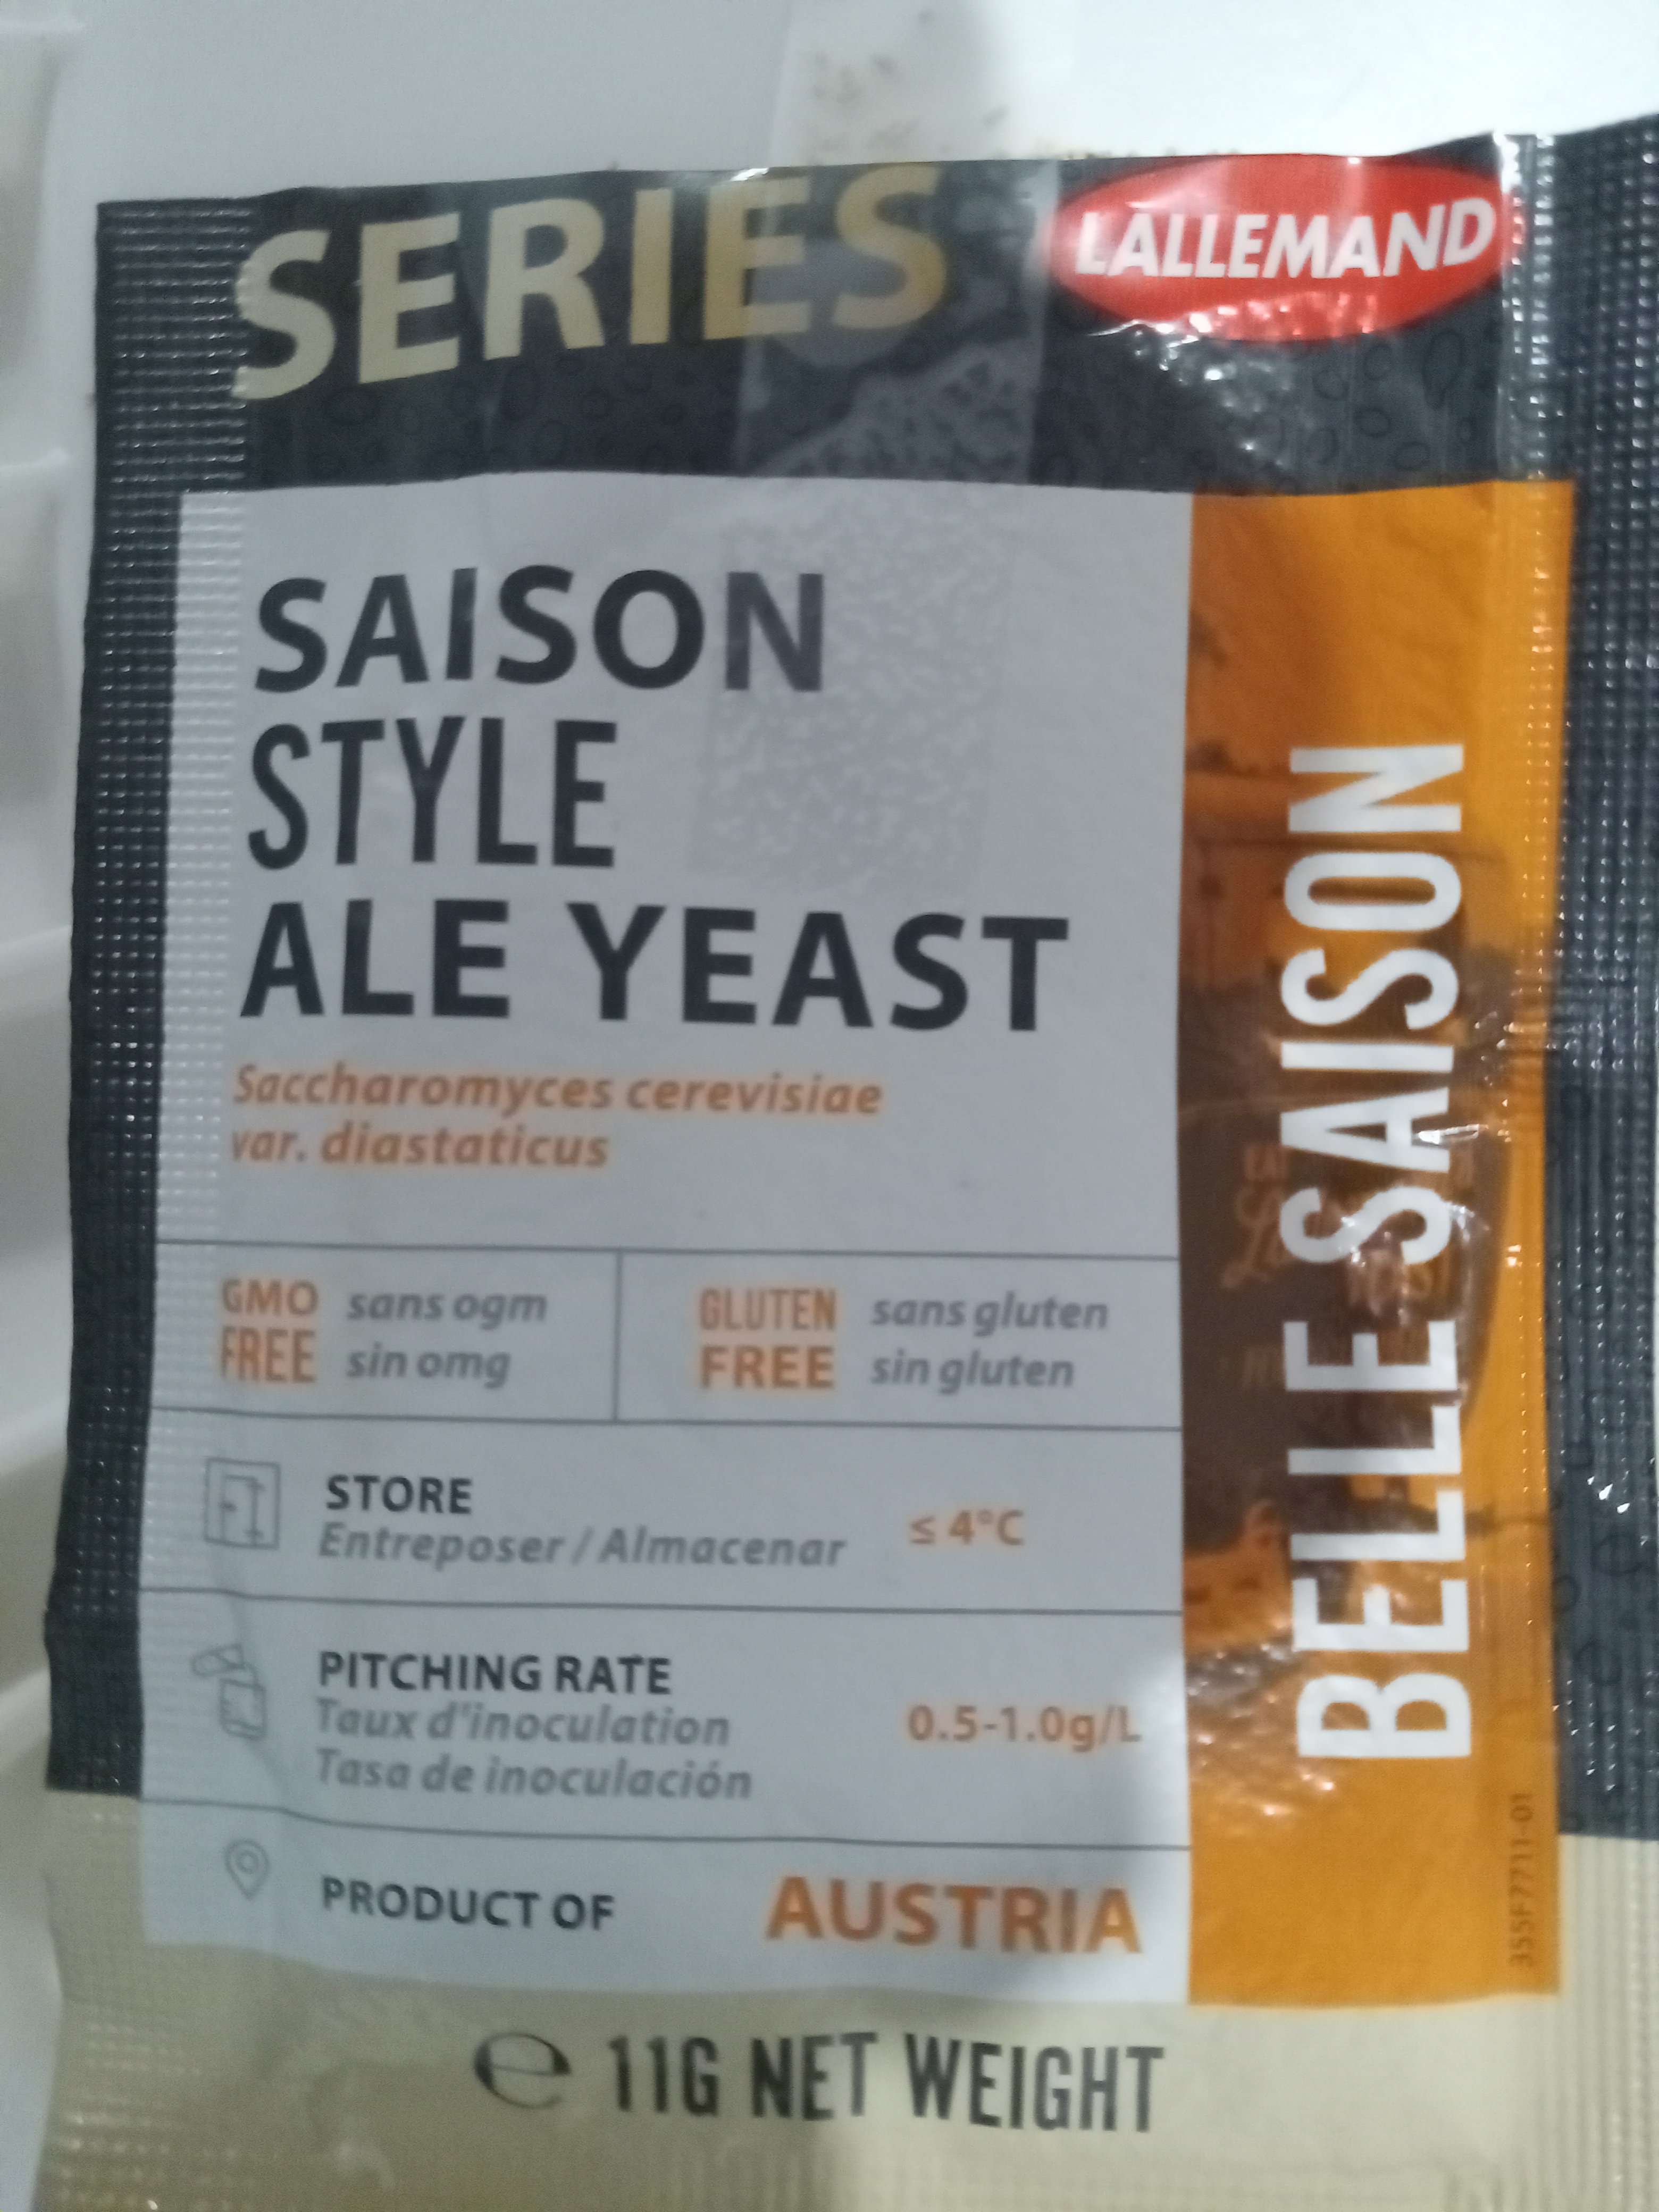 SERIES
LALLEMAND
SAISON
STYLE
ALE YEAST
Saccharomyces cerevisiae
var. diastaticus
GMO FREE
sans ogm
sin omg
GLUTEN FREE
sans gluten
sin gluten
STORE
Entreposer / Almacenar
≤ 4°C
PITCHING RATE
Taux d'inoculation
Tasa de inoculación
0.5-1.0g/L
PRODUCT OF
AUSTRIA
BELLE SAISON
355F7711-01
℮ 11G NET WEIGHT